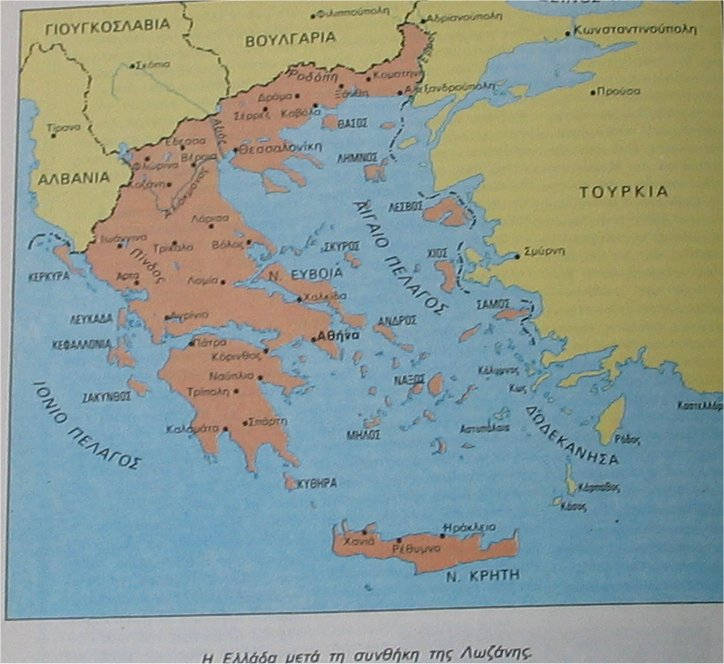 ΓΙΟΥΓΚΟΣΛΑΒΙΑ
ΒΟΥΛΓΑΡΙΑ
Φιλιππούπολη
Αδριανούπολη
Κωνσταντινούπολη
Σκόπια
Ροδόπη
Έβρος
Κομοτηνή
Ξάνθη
Αλεξανδρούπολη
Προύσα
Δράμα
Σέρρες
Καβάλα
Τίρανα
Αξιός
ΘΑΣΟΣ
Έδεσσα
Θεσσαλονίκη
Φλώρινα
Βέροια
ΛΗΜΝΟΣ
ΑΛΒΑΝΙΑ
Κοζάνη
Αλιάκμονας
ΤΟΥΡΚΙΑ
ΛΕΣΒΟΣ
Λάρισα
ΑΙΓΑΙΟ ΠΕΛΑΓΟΣ
Ιωάννινα
Τρίκαλα
Βόλος
Πίνδος
ΣΚΥΡΟΣ
ΧΙΟΣ
Σμύρνη
ΚΕΡΚΥΡΑ
Άρτα
Λαμία
Ν. ΕΥΒΟΙΑ
Χαλκίδα
ΣΑΜΟΣ
ΛΕΥΚΑΔΑ
Αγρίνιο
ΑΝΔΡΟΣ
ΚΕΦΑΛΛΟΝΙΑ
Πάτρα
Αθήνα
Κόρινθος
Ναύπλιο
ΝΑΞΟΣ
Κάλυμνος
Κως
ΖΑΚΥΝΘΟΣ
Τρίπολη
ΙΟΝΙΟ ΠΕΛΑΓΟΣ
Καλαμάτα
Σπάρτη
ΜΗΛΟΣ
Αστυπάλαια
ΔΩΔΕΚΑΝΗΣΑ
Ρόδος
ΚΥΘΗΡΑ
Κάρπαθος
Κάσος
Χανιά
Ρέθυμνο
Ηράκλειο
Ν. ΚΡΗΤΗ
Η Ελλάδα μετά τη συνθήκη της Λωζάνης.